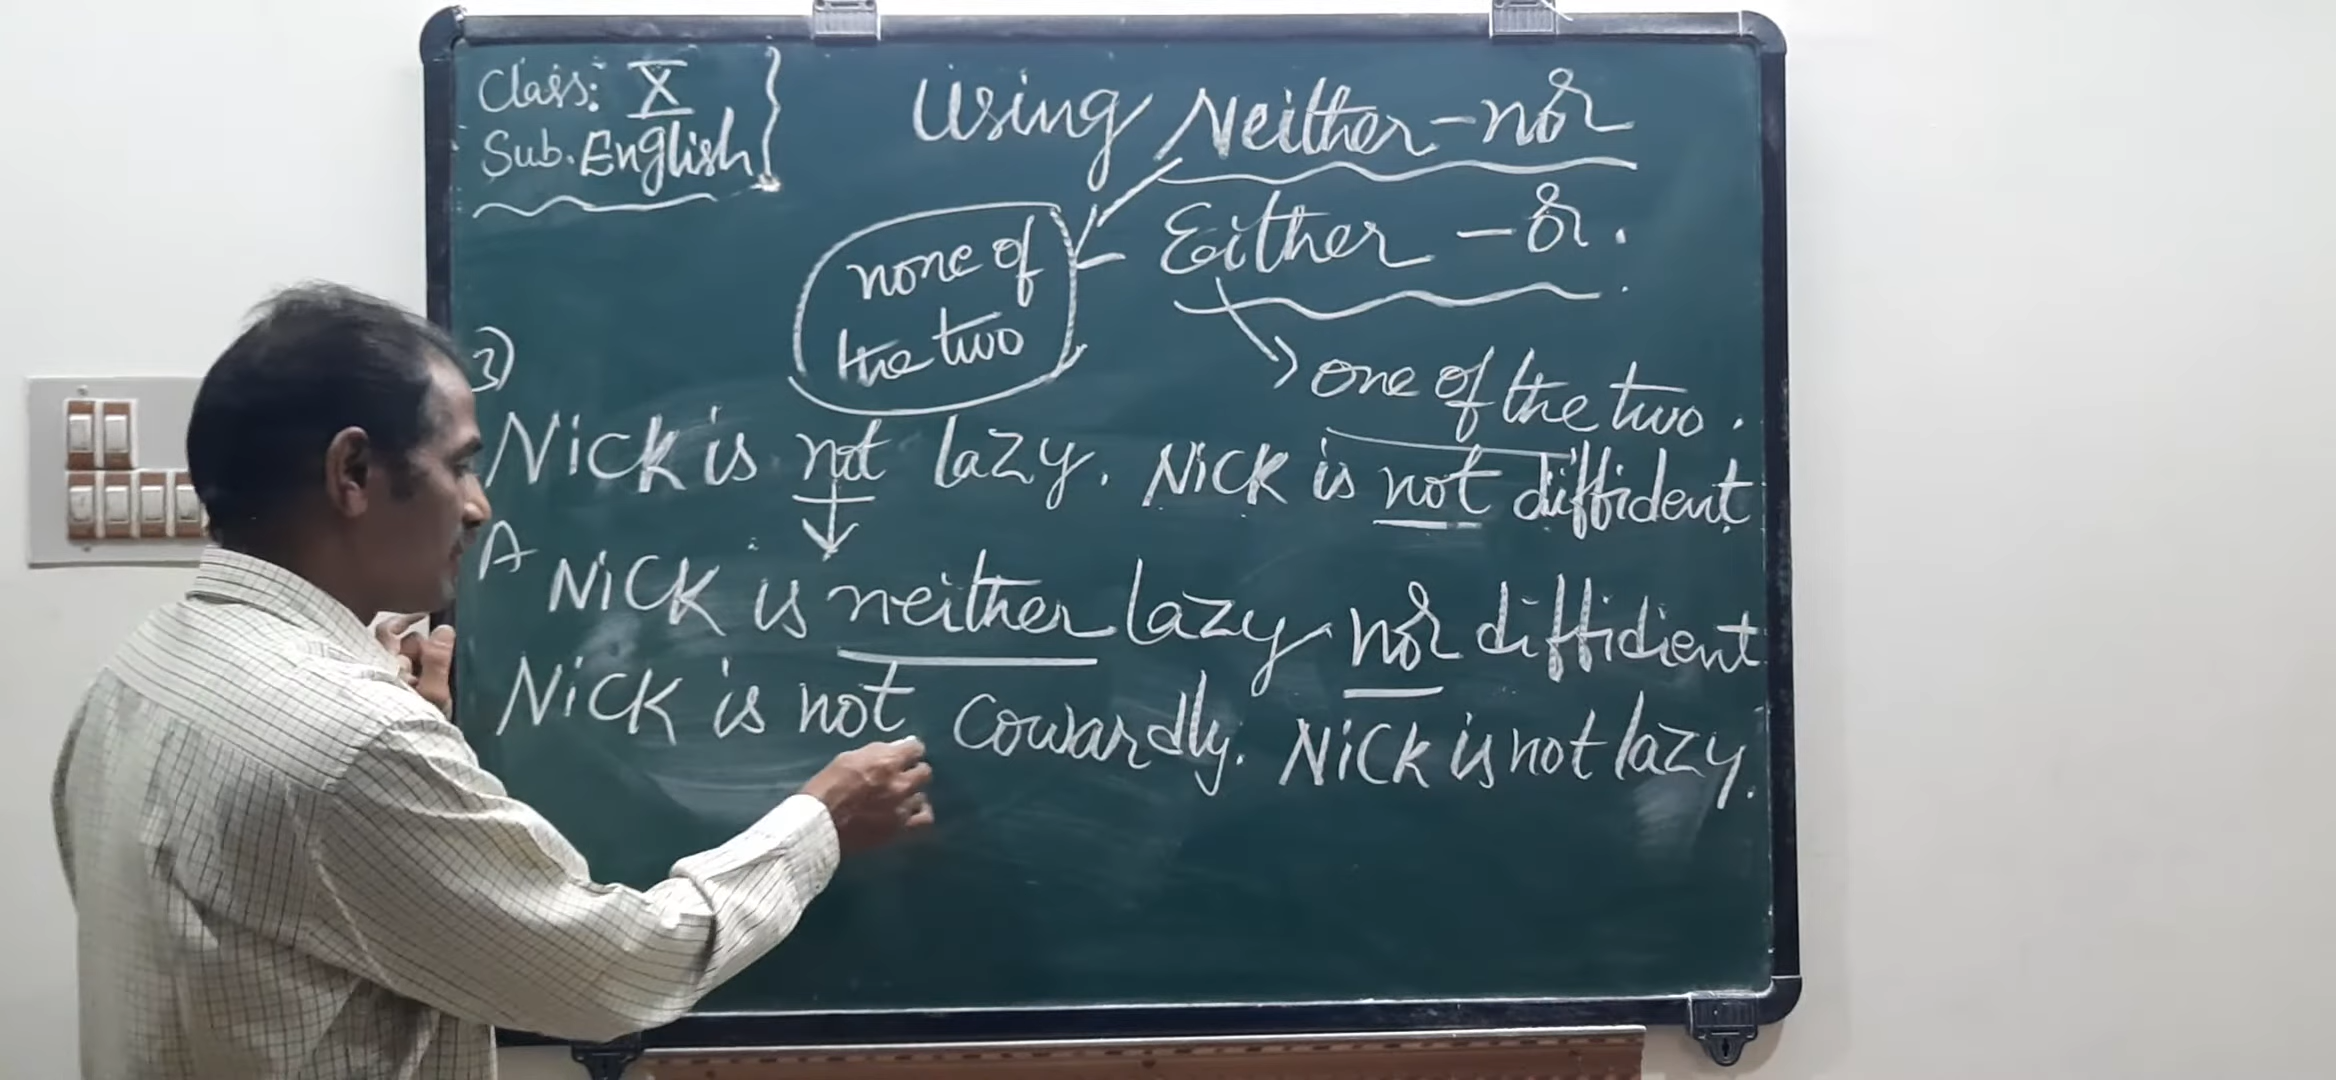 Class: X
Sub. English
Using Neither - nor
Either - or.
none of
the two
one of the two.
3)
Nick is not lazy. Nick is not diffident.
A Nick is neither lazy nor diffidient.
Nick is not cowardly. Nick is not lazy.